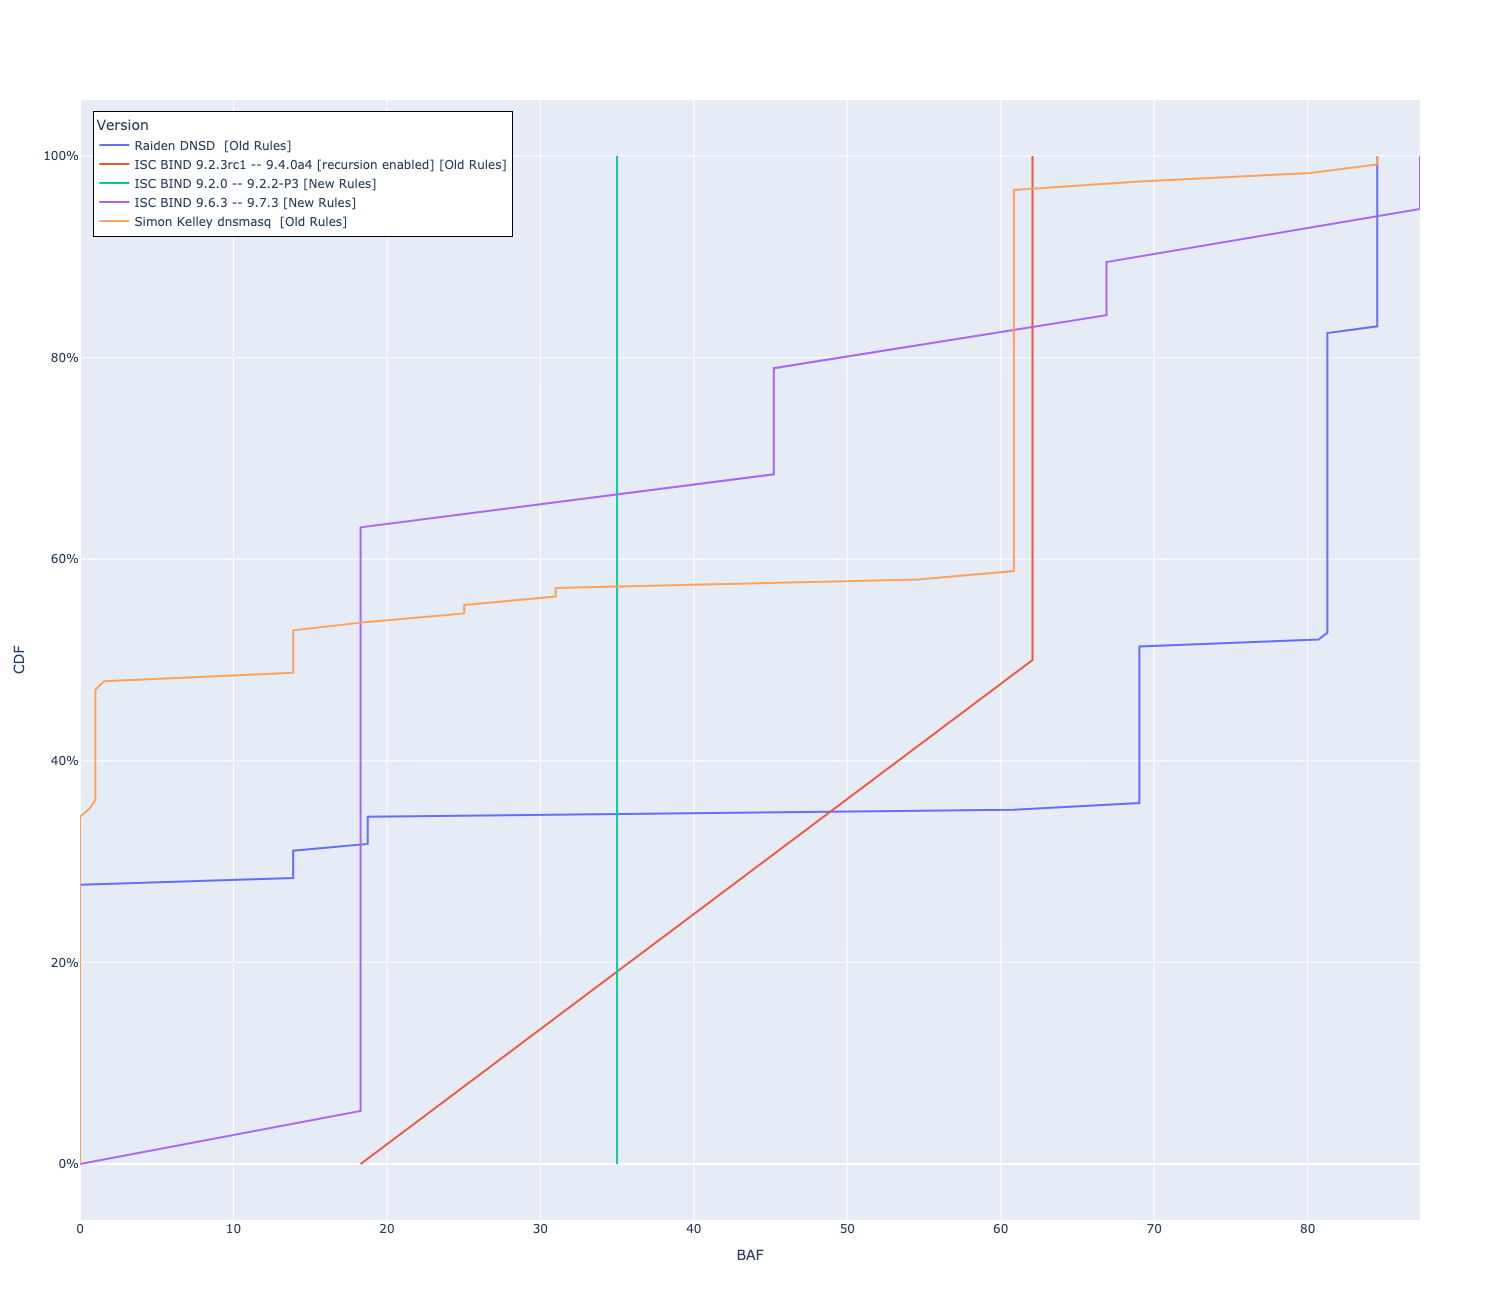 Version
Raiden DNSD  [Old Rules]
ISC BIND 9.2.3rc1 -- 9.4.0a4 [recursion enabled] [Old Rules]
ISC BIND 9.2.0 -- 9.2.2-P3 [New Rules]
ISC BIND 9.6.3 -- 9.7.3 [New Rules]
Simon Kelley dnsmasq  [Old Rules]
100%
80%
60%
40%
20%
0%
CDF
0 10 20 30 40 50 60 70 80
BAF